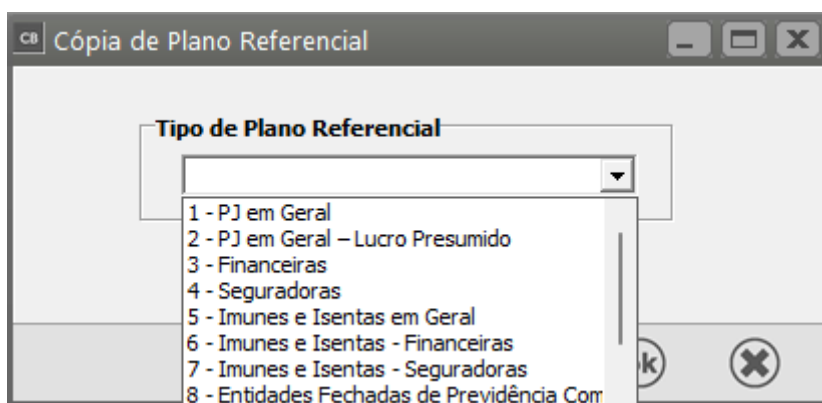 CB Cópia de Plano Referencial
Tipo de Plano Referencial
1 - PJ em Geral
2 - PJ em Geral – Lucro Presumido
3 - Financeiras
4 - Seguradoras
5 - Imunes e Isentas em Geral
6 - Imunes e Isentas - Financeiras
7 - Imunes e Isentas - Seguradoras
8 - Entidades Fechadas de Previdência Com